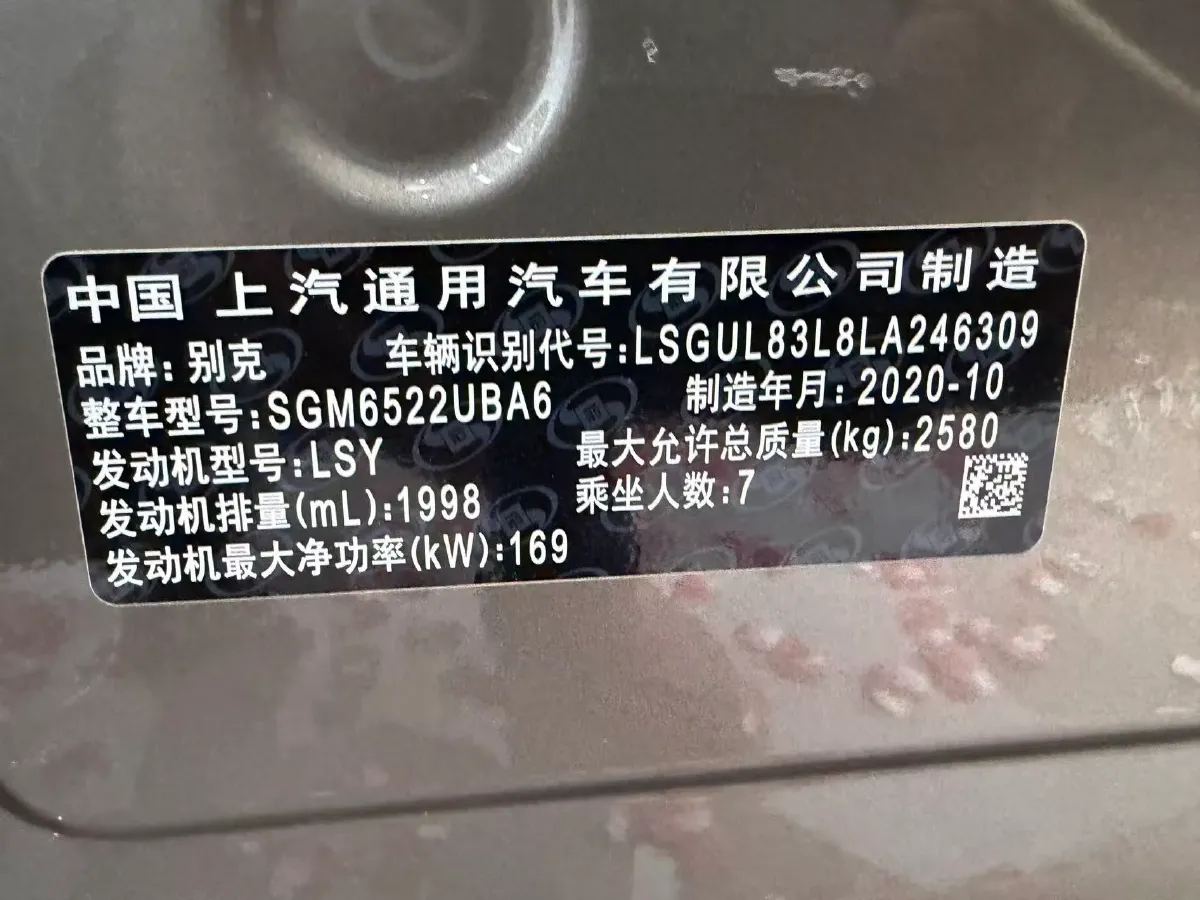 中国 上汽通用汽车有限公司制造
品牌:别克 车辆识别代号:LSGUL83L8LA246309
整车型号:SGM6522UBA6 制造年月:2020-10
发动机型号:LSY 最大允许总质量(kg):2580
发动机排量(mL):1998 乘坐人数:7
发动机最大净功率(kW):169